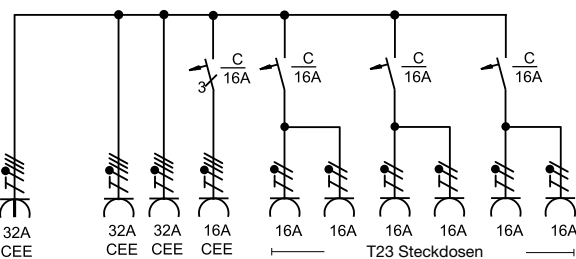 C C C C
16A 16A 16A 16A
3
32A 32A 32A 16A 16A 16A 16A 16A 16A 16A
CEE CEE CEE CEE T23 Steckdosen